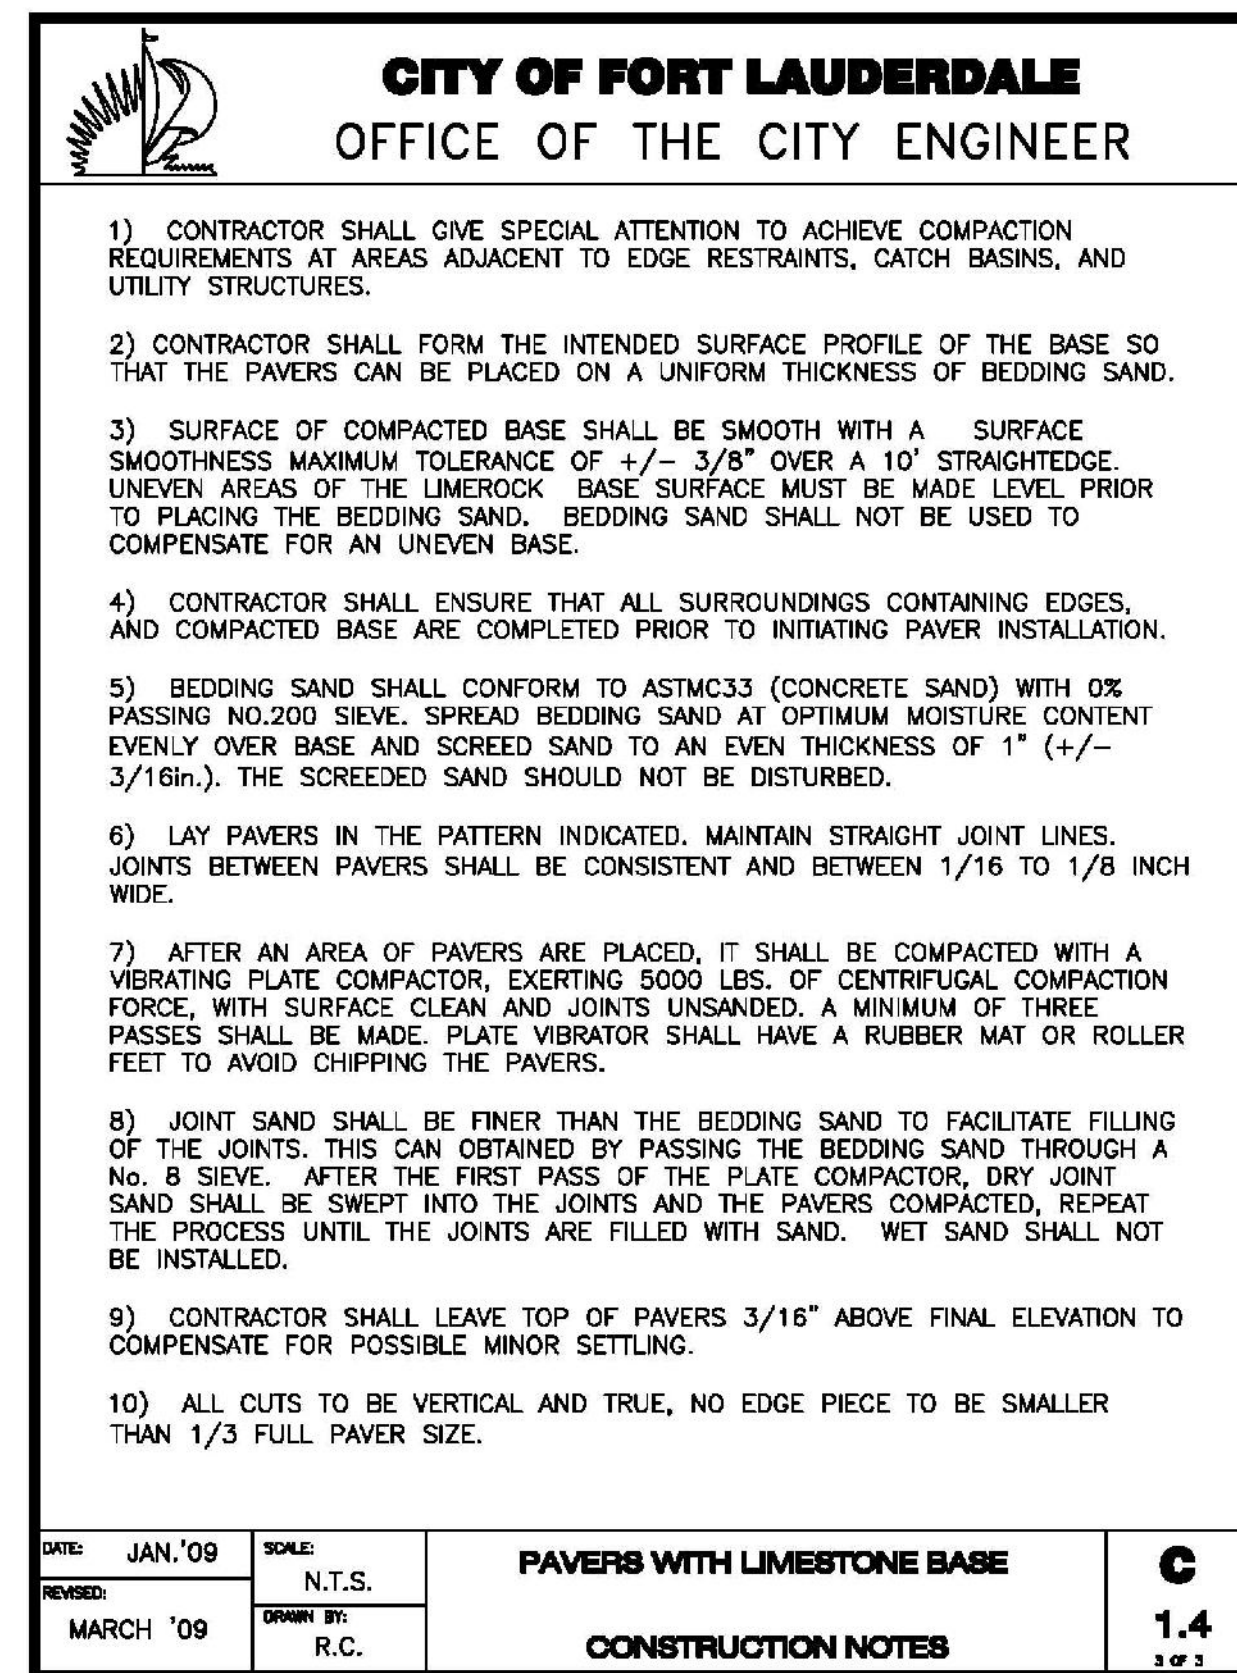 CITY OF FORT LAUDERDALE
OFFICE OF THE CITY ENGINEER
1) CONTRACTOR SHALL GIVE SPECIAL ATTENTION TO ACHIEVE COMPACTION
REQUIREMENTS AT AREAS ADJACENT TO EDGE RESTRAINTS, CATCH BASINS, AND
UTILITY STRUCTURES.
2) CONTRACTOR SHALL FORM THE INTENDED SURFACE PROFILE OF THE BASE SO
THAT THE PAVERS CAN BE PLACED ON A UNIFORM THICKNESS OF BEDDING SAND.
3) SURFACE OF COMPACTED BASE SHALL BE SMOOTH WITH A SURFACE
SMOOTHNESS MAXIMUM TOLERANCE OF +/- 3/8" OVER A 10' STRAIGHTEDGE.
UNEVEN AREAS OF THE LIMEROCK BASE SURFACE MUST BE MADE LEVEL PRIOR
TO PLACING THE BEDDING SAND. BEDDING SAND SHALL NOT BE USED TO
COMPENSATE FOR AN UNEVEN BASE.
4) CONTRACTOR SHALL ENSURE THAT ALL SURROUNDINGS CONTAINING EDGES,
AND COMPACTED BASE ARE COMPLETED PRIOR TO INITIATING PAVER INSTALLATION.
5) BEDDING SAND SHALL CONFORM TO ASTMC33 (CONCRETE SAND) WITH 0%
PASSING NO.200 SIEVE. SPREAD BEDDING SAND AT OPTIMUM MOISTURE CONTENT
EVENLY OVER BASE AND SCREED SAND TO AN EVEN THICKNESS OF 1" (+/-
3/16in.). THE SCREEDED SAND SHOULD NOT BE DISTURBED.
6) LAY PAVERS IN THE PATTERN INDICATED. MAINTAIN STRAIGHT JOINT LINES.
JOINTS BETWEEN PAVERS SHALL BE CONSISTENT AND BETWEEN 1/16 TO 1/8 INCH
WIDE.
7) AFTER AN AREA OF PAVERS ARE PLACED, IT SHALL BE COMPACTED WITH A
VIBRATING PLATE COMPACTOR, EXERTING 5000 LBS. OF CENTRIFUGAL COMPACTION
FORCE, WITH SURFACE CLEAN AND JOINTS UNSANDED. A MINIMUM OF THREE
PASSES SHALL BE MADE. PLATE VIBRATOR SHALL HAVE A RUBBER MAT OR ROLLER
FEET TO AVOID CHIPPING THE PAVERS.
8) JOINT SAND SHALL BE FINER THAN THE BEDDING SAND TO FACILITATE FILLING
OF THE JOINTS. THIS CAN OBTAINED BY PASSING THE BEDDING SAND THROUGH A
No. 8 SIEVE. AFTER THE FIRST PASS OF THE PLATE COMPACTOR, DRY JOINT
SAND SHALL BE SWEPT INTO THE JOINTS AND THE PAVERS COMPACTED, REPEAT
THE PROCESS UNTIL THE JOINTS ARE FILLED WITH SAND. WET SAND SHALL NOT
BE INSTALLED.
9) CONTRACTOR SHALL LEAVE TOP OF PAVERS 3/16" ABOVE FINAL ELEVATION TO
COMPENSATE FOR POSSIBLE MINOR SETTLING.
10) ALL CUTS TO BE VERTICAL AND TRUE, NO EDGE PIECE TO BE SMALLER
THAN 1/3 FULL PAVER SIZE.
DATE: JAN.'09
REVISED:
MARCH '09
SCALE:
N.T.S.
DRAWN BY:
R.C.
PAVERS WITH LIMESTONE BASE
CONSTRUCTION NOTES
C
1.4
3 OF 3